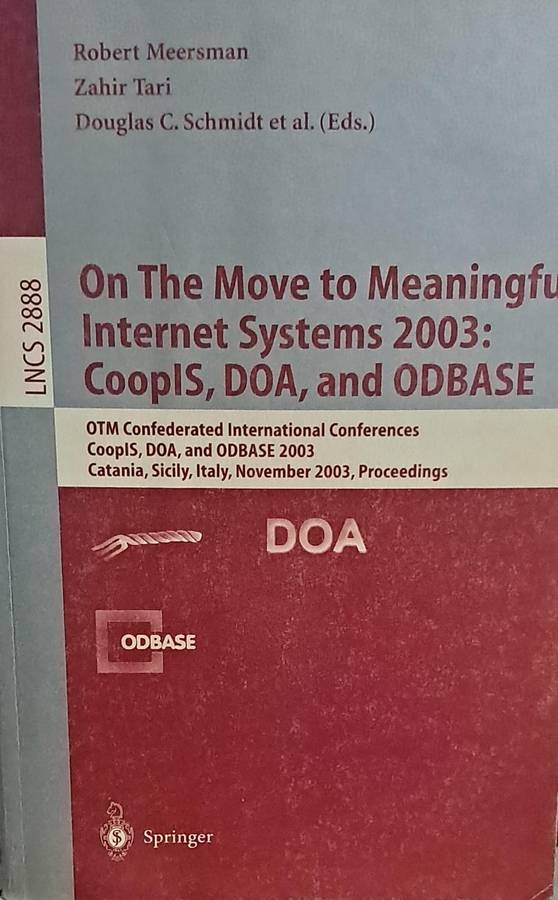 Robert Meersman
Zahir Tari
Douglas C. Schmidt et al. (Eds.)
LNCS 2888
On The Move to Meaningfu
Internet Systems 2003:
CoopIS, DOA, and ODBASE
OTM Confederated International Conferences
CoopIS, DOA, and ODBASE 2003
Catania, Sicily, Italy, November 2003, Proceedings
DOA
ODBASE
Springer